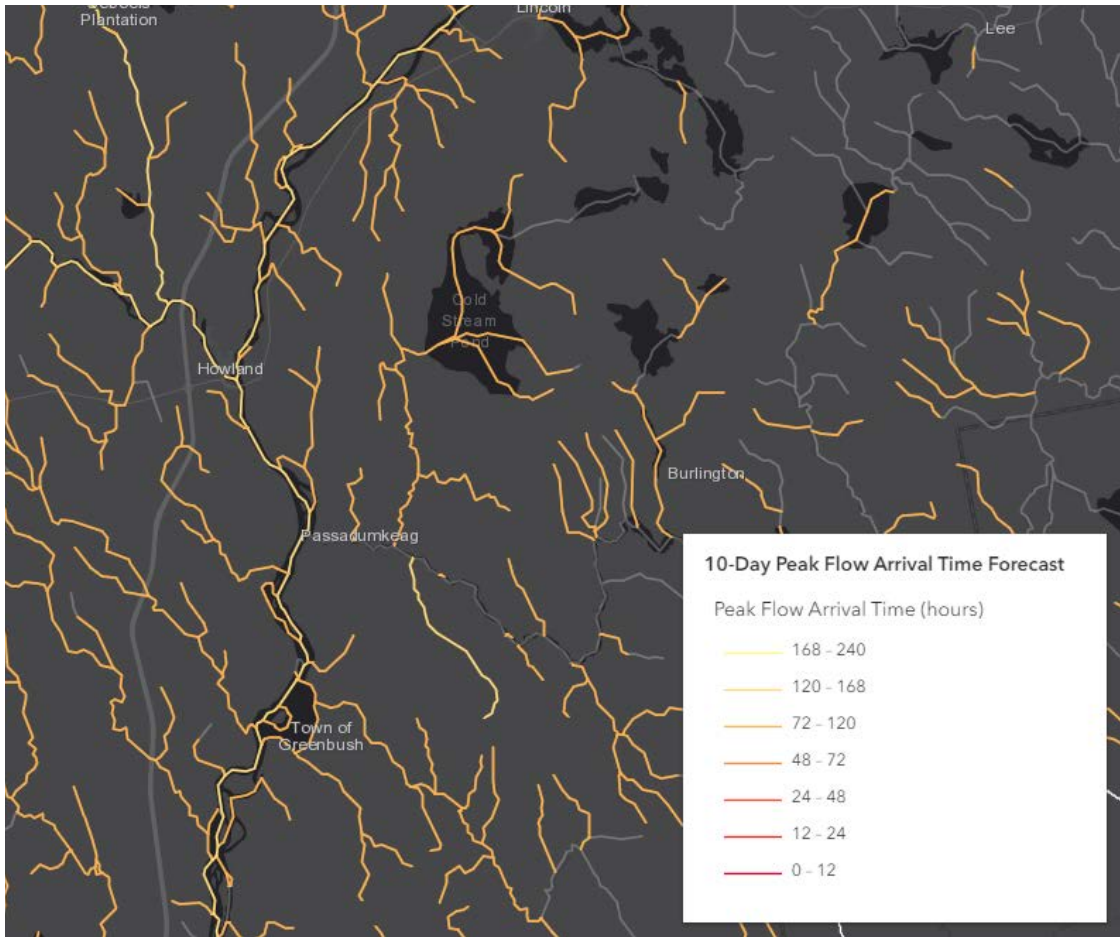 Plantation
Lincoln
Lee
Cold
Stream
Pond
Howland
Burlington
Passadumkeag
Town of
Greenbush
10-Day Peak Flow Arrival Time Forecast
Peak Flow Arrival Time (hours)
168 - 240
120 - 168
72 - 120
48 - 72
24 - 48
12 - 24
0 - 12